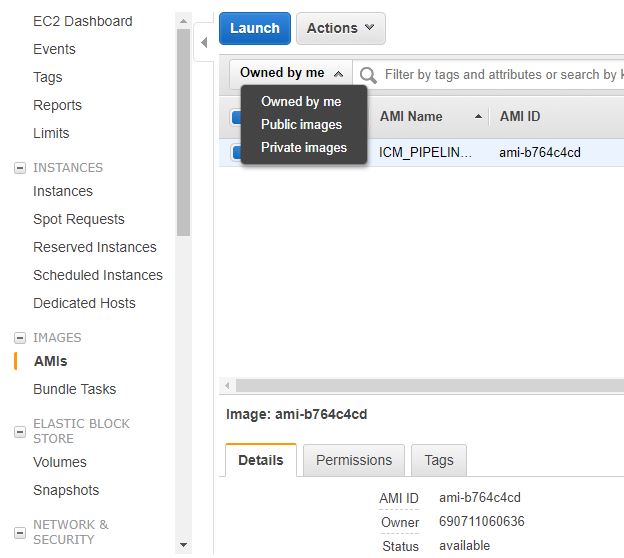 EC2 Dashboard
Events
Tags
Reports
Limits
INSTANCES
Instances
Spot Requests
Reserved Instances
Scheduled Instances
Dedicated Hosts
IMAGES
AMIs
Bundle Tasks
ELASTIC BLOCK
STORE
Volumes
Snapshots
NETWORK &
SECURITY
Launch Actions
Owned by me Filter by tags and attributes or search by k
Owned by me
Public images
Private images
AMI Name AMI ID
ICM_PIPELIN... ami-b764c4cd
Image: ami-b764c4cd
Details Permissions Tags
AMI ID ami-b764c4cd
Owner 690711060636
Status available